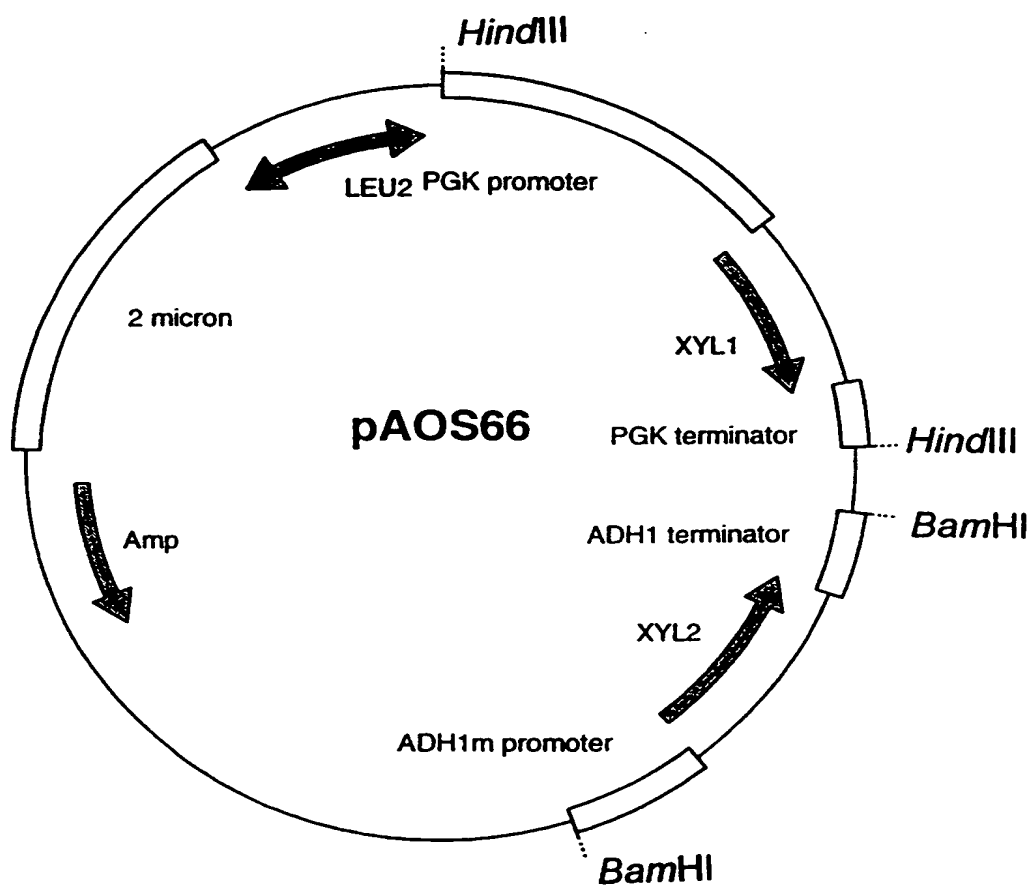 HindIII
LEU2 PGK promoter
2 micron
XYL1
pAOS66
PGK terminator
HindIII
BamHI
ADH1 terminator
Amp
XYL2
ADH1m promoter
BamHI